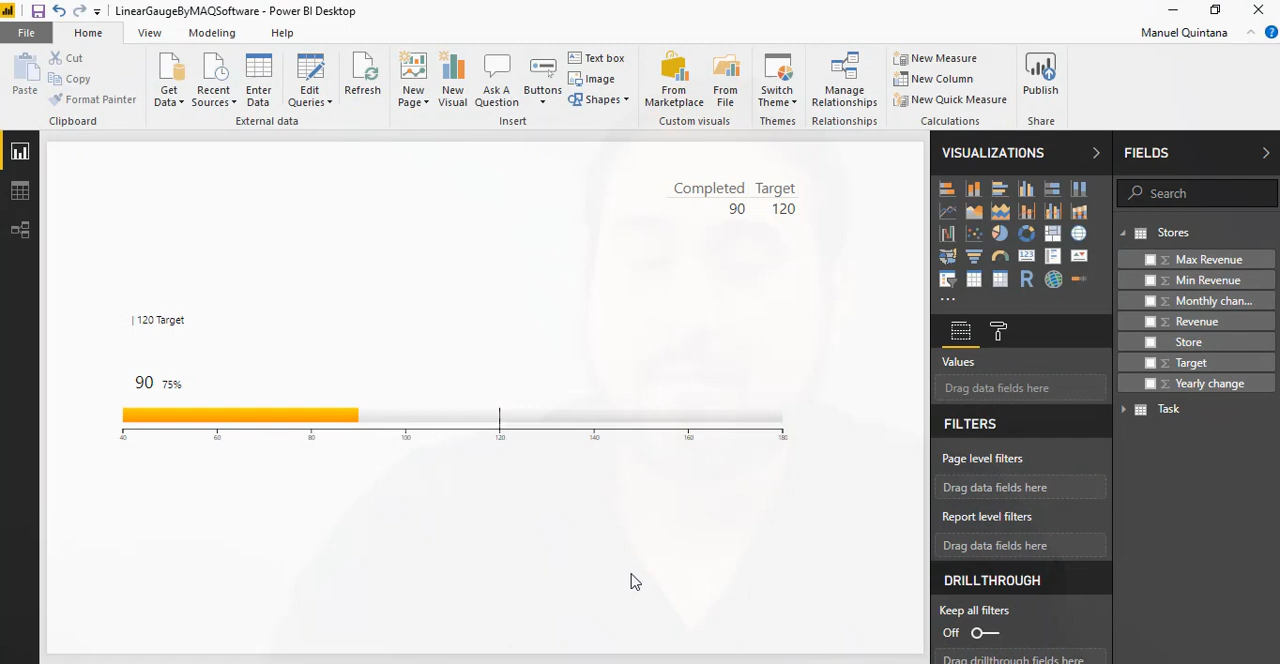 LinearGaugeByMAQSoftware - Power BI Desktop
File
Home
View
Modeling
Help
Manuel Quintana
Paste
Cut
Copy
Format Painter
Clipboard
Get Data
Recent Sources
Enter Data
Edit Queries
Refresh
External data
New Page
New Visual
Ask A Question
Buttons
Text box
Image
Shapes
Insert
From Marketplace
From File
Custom visuals
Switch Theme
Themes
Manage Relationships
Relationships
New Measure
New Column
New Quick Measure
Calculations
Publish
Share
Completed Target
90 120
| 120 Target
90 75%
40 60 80 100 120 140 160 180
VISUALIZATIONS
123
R
...
Values
Drag data fields here
FILTERS
Page level filters
Drag data fields here
Report level filters
Drag data fields here
DRILLTHROUGH
Keep all filters
Off
Drag drillthrough fields here
FIELDS
Search
Stores
Σ Max Revenue
Σ Min Revenue
Σ Monthly chan...
Σ Revenue
Store
Σ Target
Σ Yearly change
Task